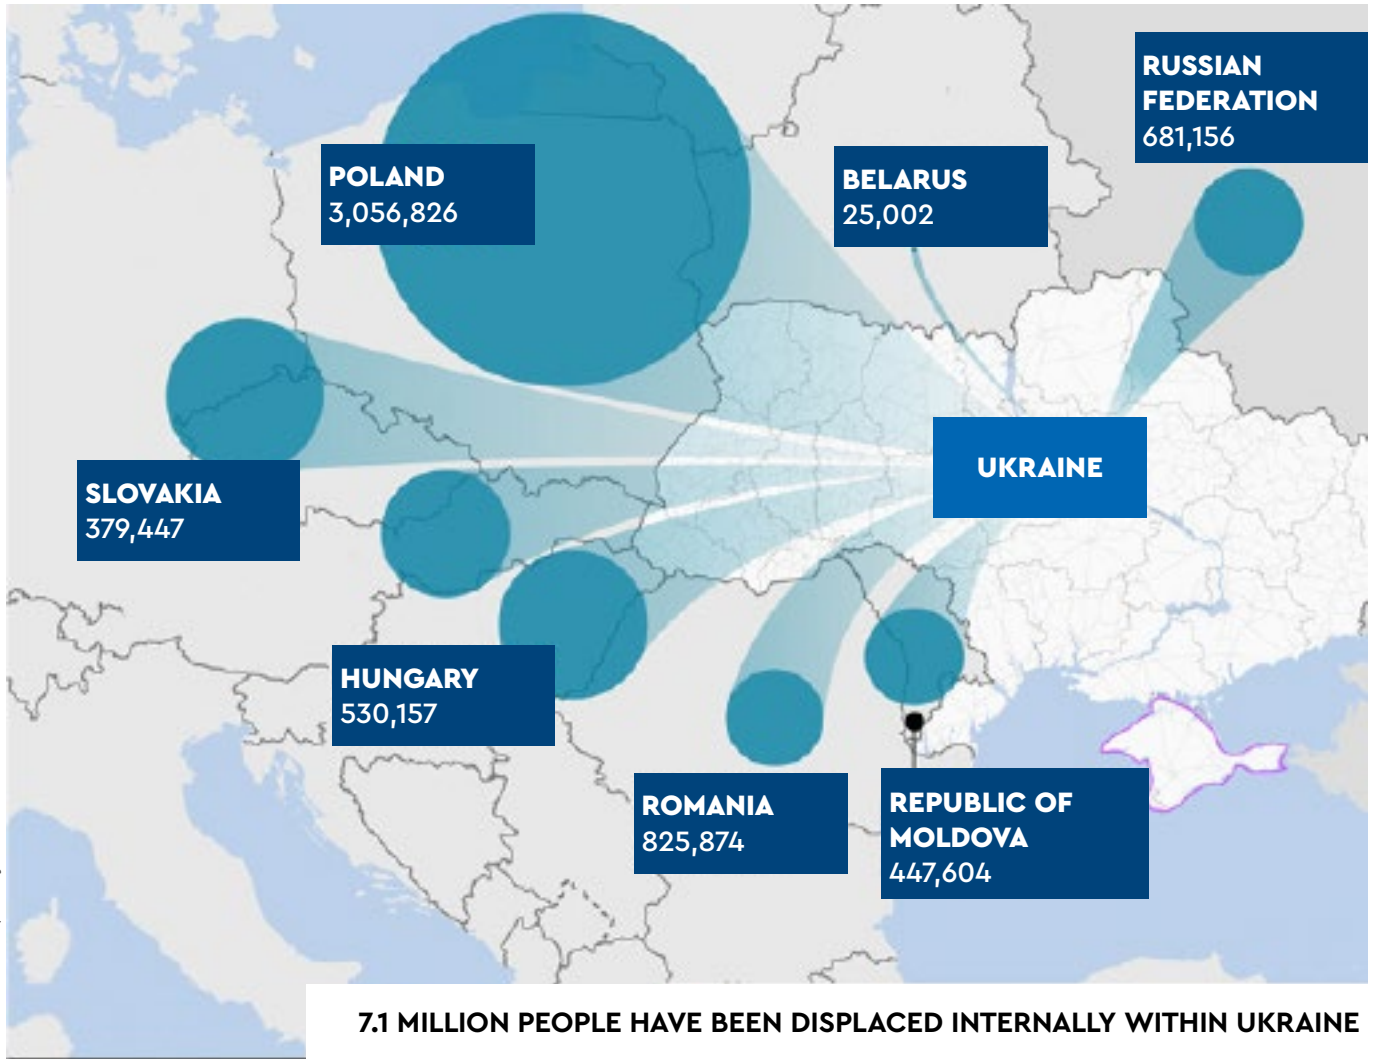 RUSSIAN
FEDERATION
681,156
POLAND
3,056,826
BELARUS
25,002
UKRAINE
SLOVAKIA
379,447
HUNGARY
530,157
ROMANIA
825,874
REPUBLIC OF
MOLDOVA
447,604
7.1 MILLION PEOPLE HAVE BEEN DISPLACED INTERNALLY WITHIN UKRAINE